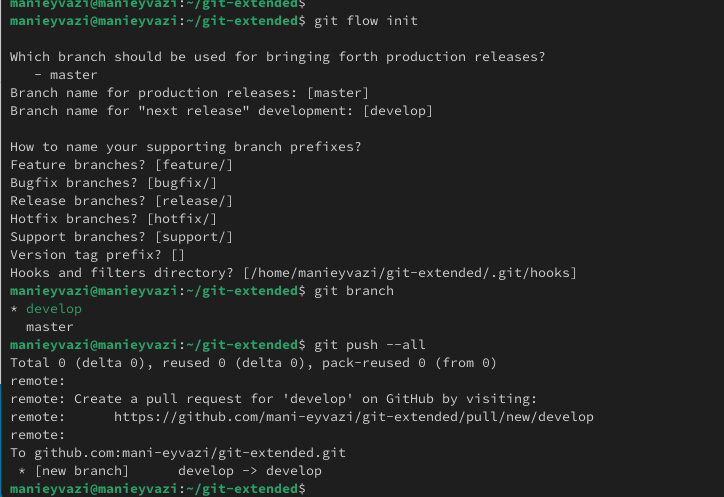 manieyvazi@manieyvazi:~/git-extended$
manieyvazi@manieyvazi:~/git-extended$ git flow init

Which branch should be used for bringing forth production releases?
   - master
Branch name for production releases: [master]
Branch name for "next release" development: [develop]

How to name your supporting branch prefixes?
Feature branches? [feature/]
Bugfix branches? [bugfix/]
Release branches? [release/]
Hotfix branches? [hotfix/]
Support branches? [support/]
Version tag prefix? []
Hooks and filters directory? [/home/manieyvazi/git-extended/.git/hooks]
manieyvazi@manieyvazi:~/git-extended$ git branch
* develop
  master
manieyvazi@manieyvazi:~/git-extended$ git push --all
Total 0 (delta 0), reused 0 (delta 0), pack-reused 0 (from 0)
remote:
remote: Create a pull request for 'develop' on GitHub by visiting:
remote:      https://github.com/mani-eyvazi/git-extended/pull/new/develop
remote:
To github.com:mani-eyvazi/git-extended.git
 * [new branch]      develop -> develop
manieyvazi@manieyvazi:~/git-extended$